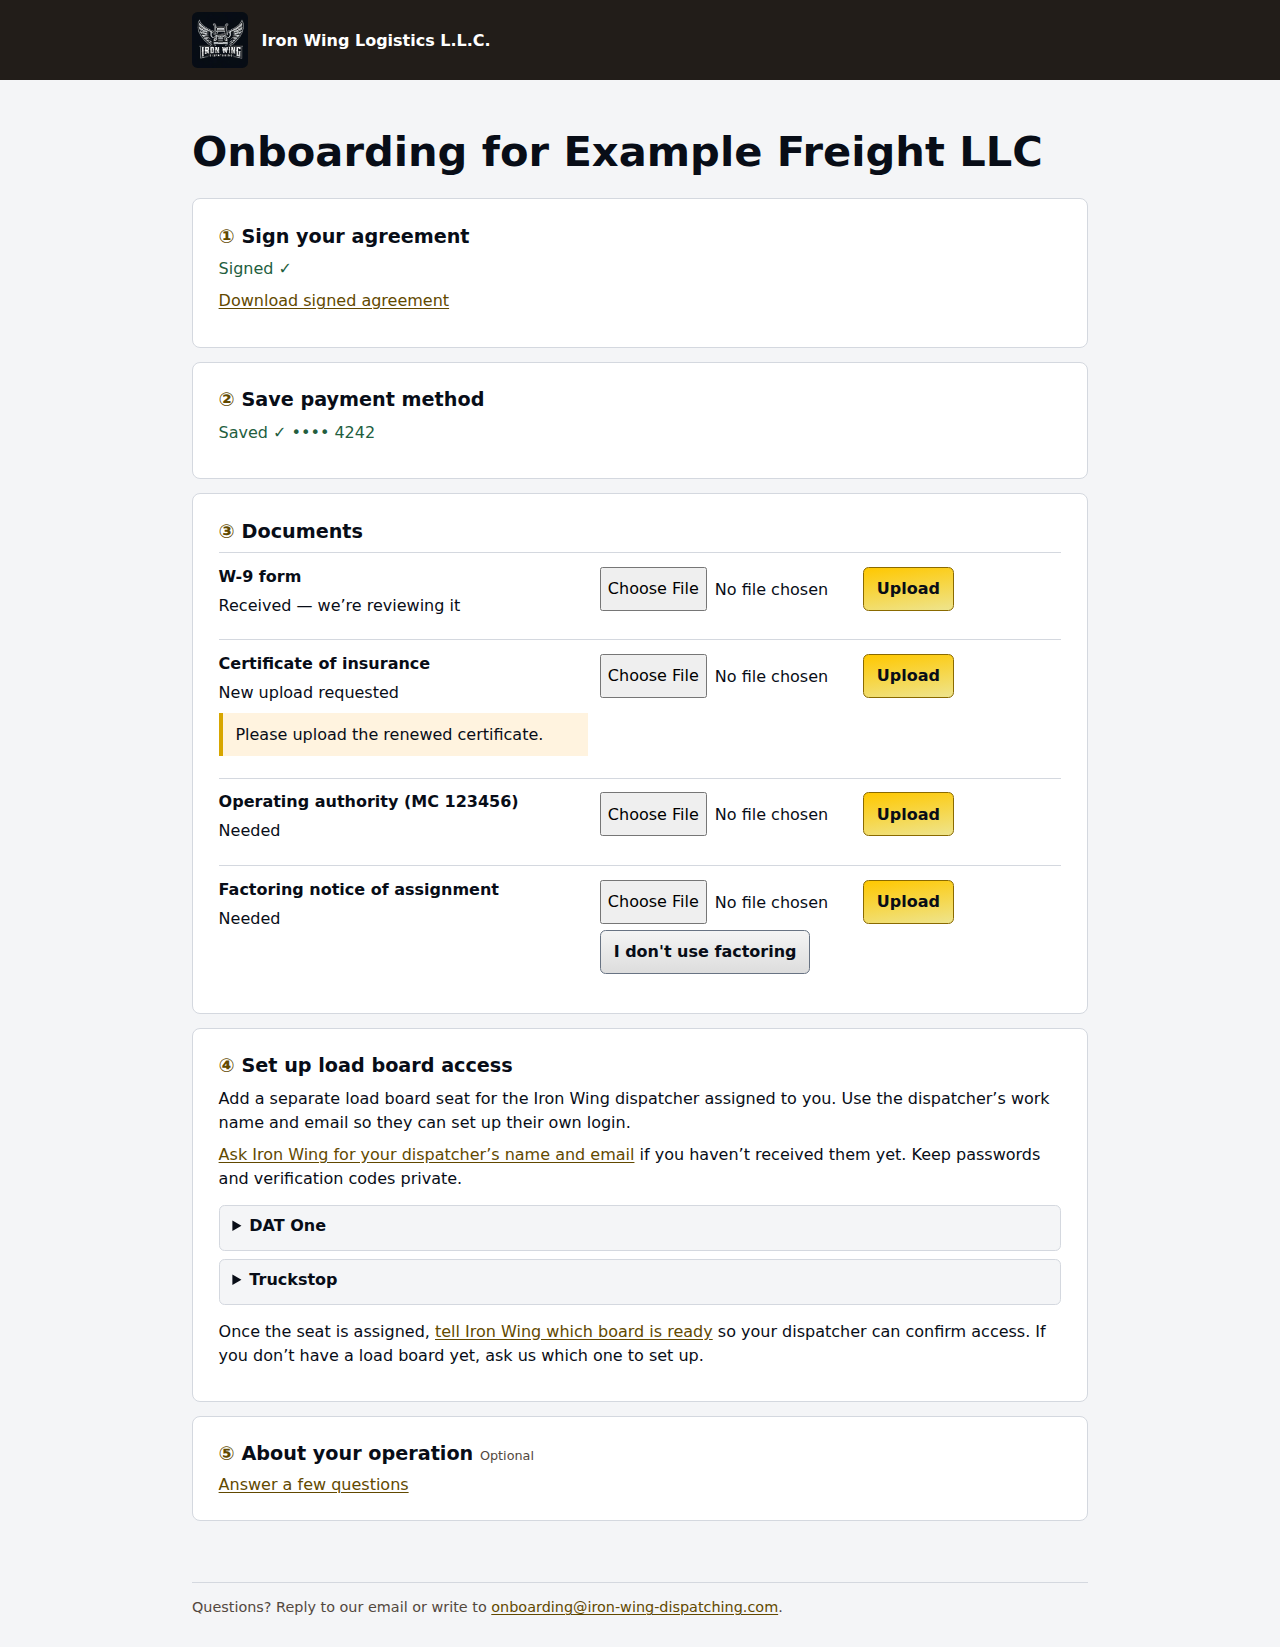 IRON WING
Iron Wing Logistics L.L.C.
Onboarding for Example Freight LLC
① Sign your agreement
Signed ✓
Download signed agreement
② Save payment method
Saved ✓ •••• 4242
③ Documents
W-9 form
Received — we’re reviewing it
Choose File No file chosen
Upload
Certificate of insurance
New upload requested
Please upload the renewed certificate.
Choose File No file chosen
Upload
Operating authority (MC 123456)
Needed
Choose File No file chosen
Upload
Factoring notice of assignment
Needed
Choose File No file chosen
Upload
I don't use factoring
④ Set up load board access
Add a separate load board seat for the Iron Wing dispatcher assigned to you. Use the dispatcher’s work
name and email so they can set up their own login.
Ask Iron Wing for your dispatcher’s name and email if you haven’t received them yet. Keep passwords
and verification codes private.
▶ DAT One
▶ Truckstop
Once the seat is assigned, tell Iron Wing which board is ready so your dispatcher can confirm access. If
you don’t have a load board yet, ask us which one to set up.
⑤ About your operation Optional
Answer a few questions
Questions? Reply to our email or write to onboarding@iron-wing-dispatching.com.